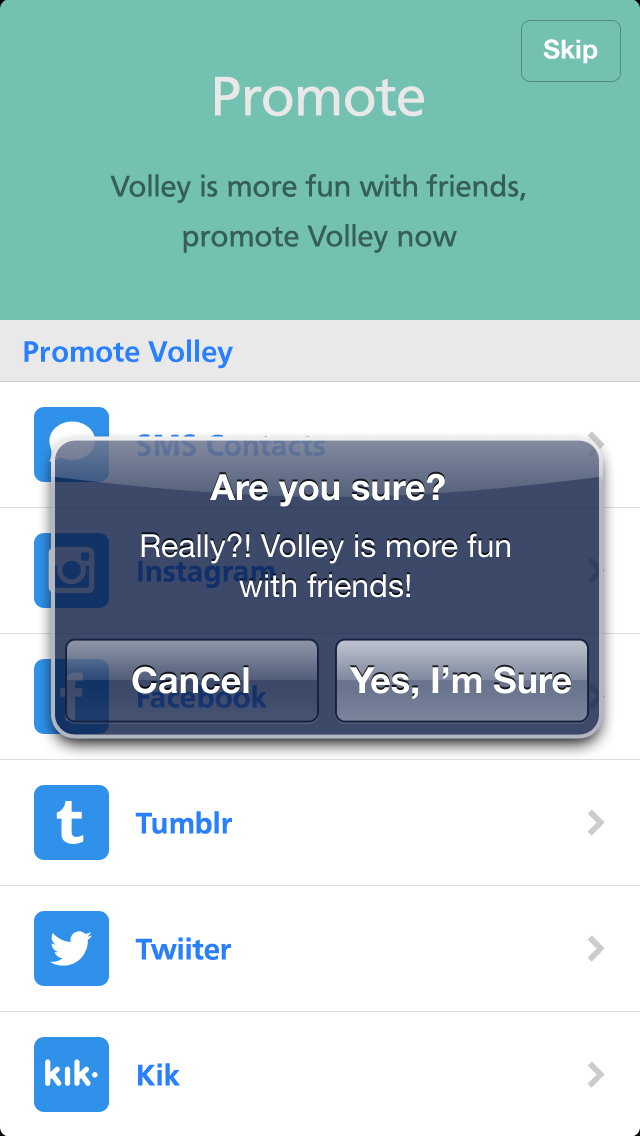 Skip
Promote
Volley is more fun with friends,
promote Volley now
Promote Volley
SMS Contacts
Are you sure?
Really?! Volley is more fun
with friends!
Instagram
Cancel
Yes, I'm Sure
f
Facebook
t
Tumblr
Twiiter
kik.
Kik